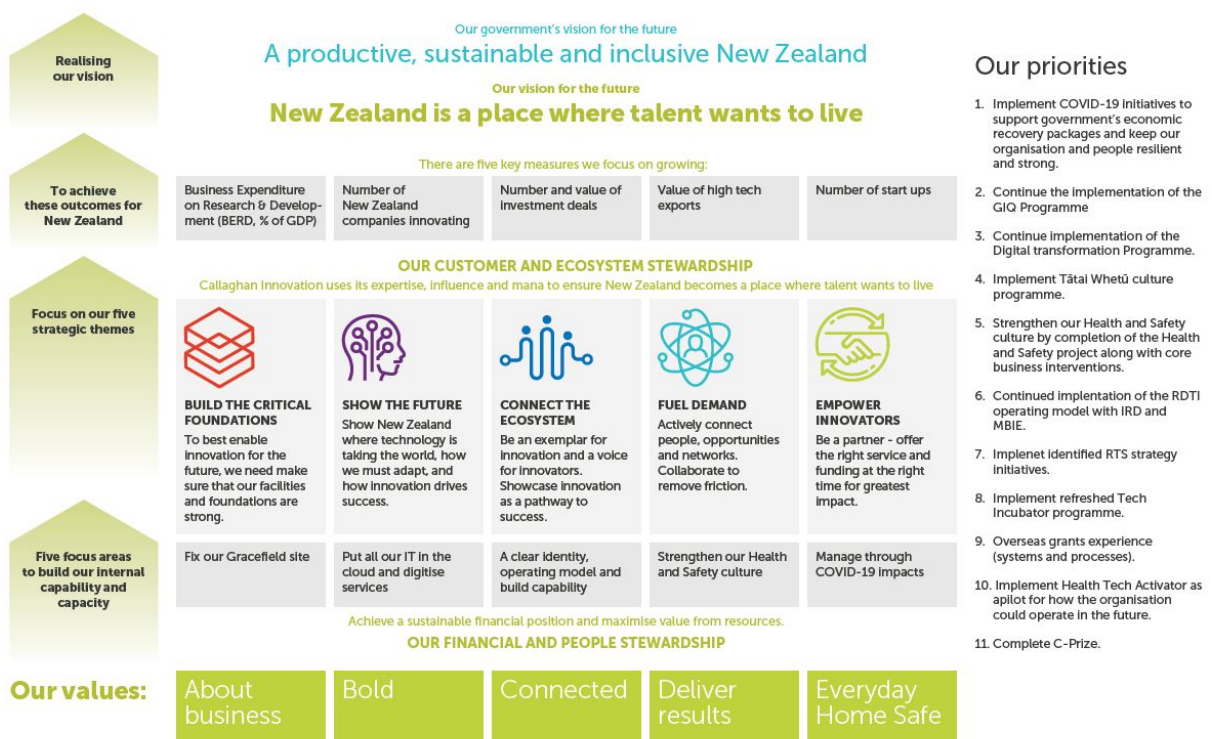 Our government's vision for the future
A productive, sustainable and inclusive New Zealand
Our vision for the future
New Zealand is a place where talent wants to live
Realising
our vision
There are five key measures we focus on growing:
To achieve
these outcomes for
New Zealand
Business Expenditure
on Research & Develop-
ment (BERD, % of GDP)
Number of
New Zealand
companies innovating
Number and value of
investment deals
Value of high tech
exports
Number of start ups
OUR CUSTOMER AND ECOSYSTEM STEWARDSHIP
Callaghan Innovation uses its expertise, influence and mana to ensure New Zealand becomes a place where talent wants to live
Focus on our five
strategic themes
BUILD THE CRITICAL
FOUNDATIONS
To best enable
innovation for the
future, we need make
sure that our facilities
and foundations are
strong.
SHOW THE FUTURE
Show New Zealand
where technology is
taking the world, how
we must adapt, and
how innovation drives
success.
CONNECT THE
ECOSYSTEM
Be an exemplar for
innovation and a voice
for innovators.
Showcase innovation
as a pathway to
success.
FUEL DEMAND
Actively connect
people, opportunities
and networks.
Collaborate to
remove friction.
EMPOWER
INNOVATORS
Be a partner - offer
the right service and
funding at the right
time for greatest
impact.
Five focus areas
to build our internal
capability and
capacity
Fix our Gracefield site
Put all our IT in the
cloud and digitise
services
A clear identity,
operating model and
build capability
Strengthen our Health
and Safety culture
Manage through
COVID-19 impacts
Achieve a sustainable financial position and maximise value from resources.
OUR FINANCIAL AND PEOPLE STEWARDSHIP
Our values:
About
business
Bold
Connected
Deliver
results
Everyday
Home Safe
Our priorities
1. Implement COVID-19 initiatives to
support government's economic
recovery packages and keep our
organisation and people resilient
and strong.
2. Continue the implementation of the
GIQ Programme
3. Continue implementation of the
Digital transformation Programme.
4. Implement Tātai Whetū culture
programme.
5. Strengthen our Health and Safety
culture by completion of the Health
and Safety project along with core
business interventions.
6. Continued implentation of the RDTI
operating model with IRD and
MBIE.
7. Implenet identified RTS strategy
initiatives.
8. Implement refreshed Tech
Incubator programme.
9. Overseas grants experience
(systems and processes).
10. Implement Health Tech Activator as
apilot for how the organisation
could operate in the future.
11. Complete C-Prize.